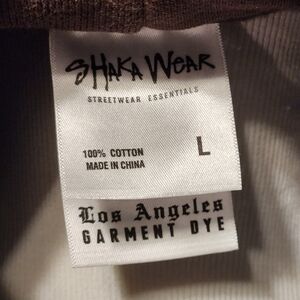 SHAKA WEAR
STREETWEAR ESSENTIALS
100% COTTON
MADE IN CHINA
L
Los Angeles
GARMENT DYE